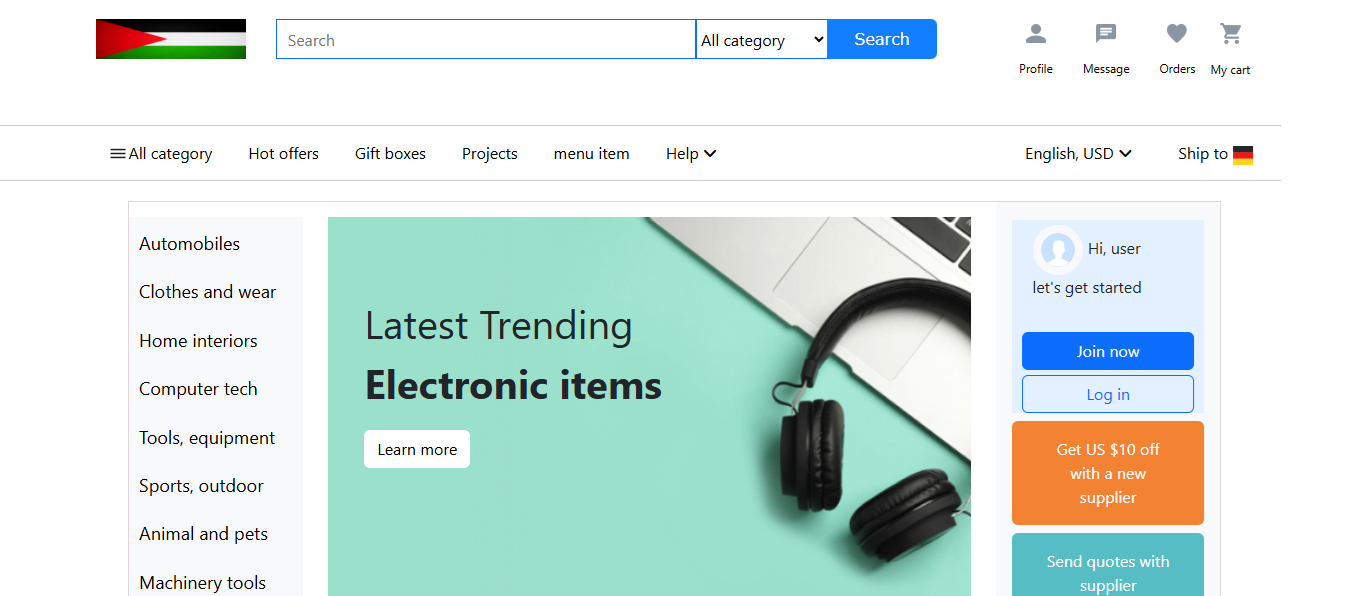 Search
All category
Search
Profile
Message
Orders
My cart
All category
Hot offers
Gift boxes
Projects
menu item
Help
English, USD
Ship to
Automobiles
Clothes and wear
Home interiors
Computer tech
Tools, equipment
Sports, outdoor
Animal and pets
Machinery tools
Latest Trending
Electronic items
Learn more
Hi, user
let's get started
Join now
Log in
Get US $10 off
with a new
supplier
Send quotes with
supplier